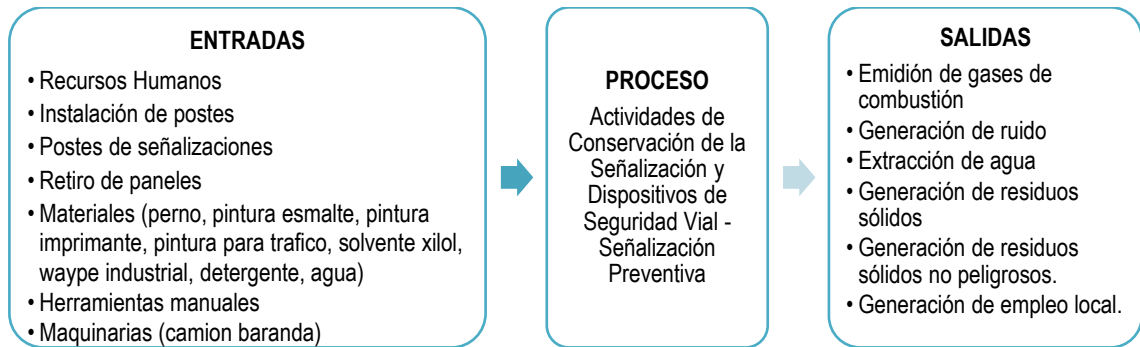 ENTRADAS
• Recursos Humanos
• Instalación de postes
• Postes de señalizaciones
• Retiro de paneles
• Materiales (perno, pintura esmalte, pintura
imprimante, pintura para trafico, solvente xilol,
waype industrial, detergente, agua)
• Herramientas manuales
• Maquinarias (camion baranda)
PROCESO
Actividades de
Conservación de la
Señalización y
Dispositivos de
Seguridad Vial -
Señalización
Preventiva
SALIDAS
• Emidión de gases de
combustión
• Generación de ruido
• Extracción de agua
• Generación de residuos
sólidos
• Generación de residuos
sólidos no peligrosos.
• Generación de empleo local.